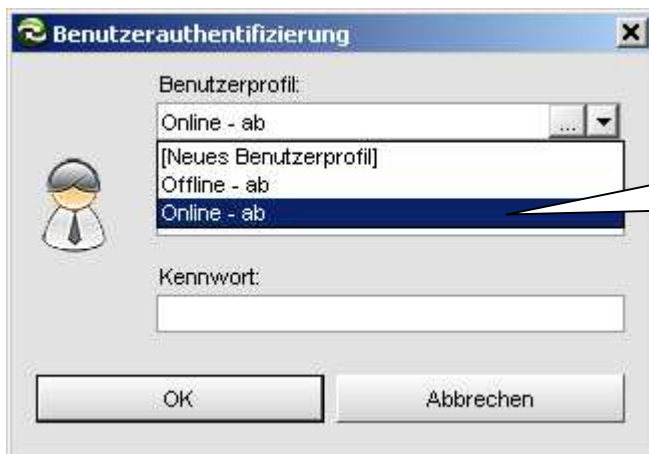 Benutzerauthentifizierung
Benutzerprofil:
Online - ab ...
[Neues Benutzerprofil]
Offline - ab
Online - ab
Kennwort:
OK Abbrechen